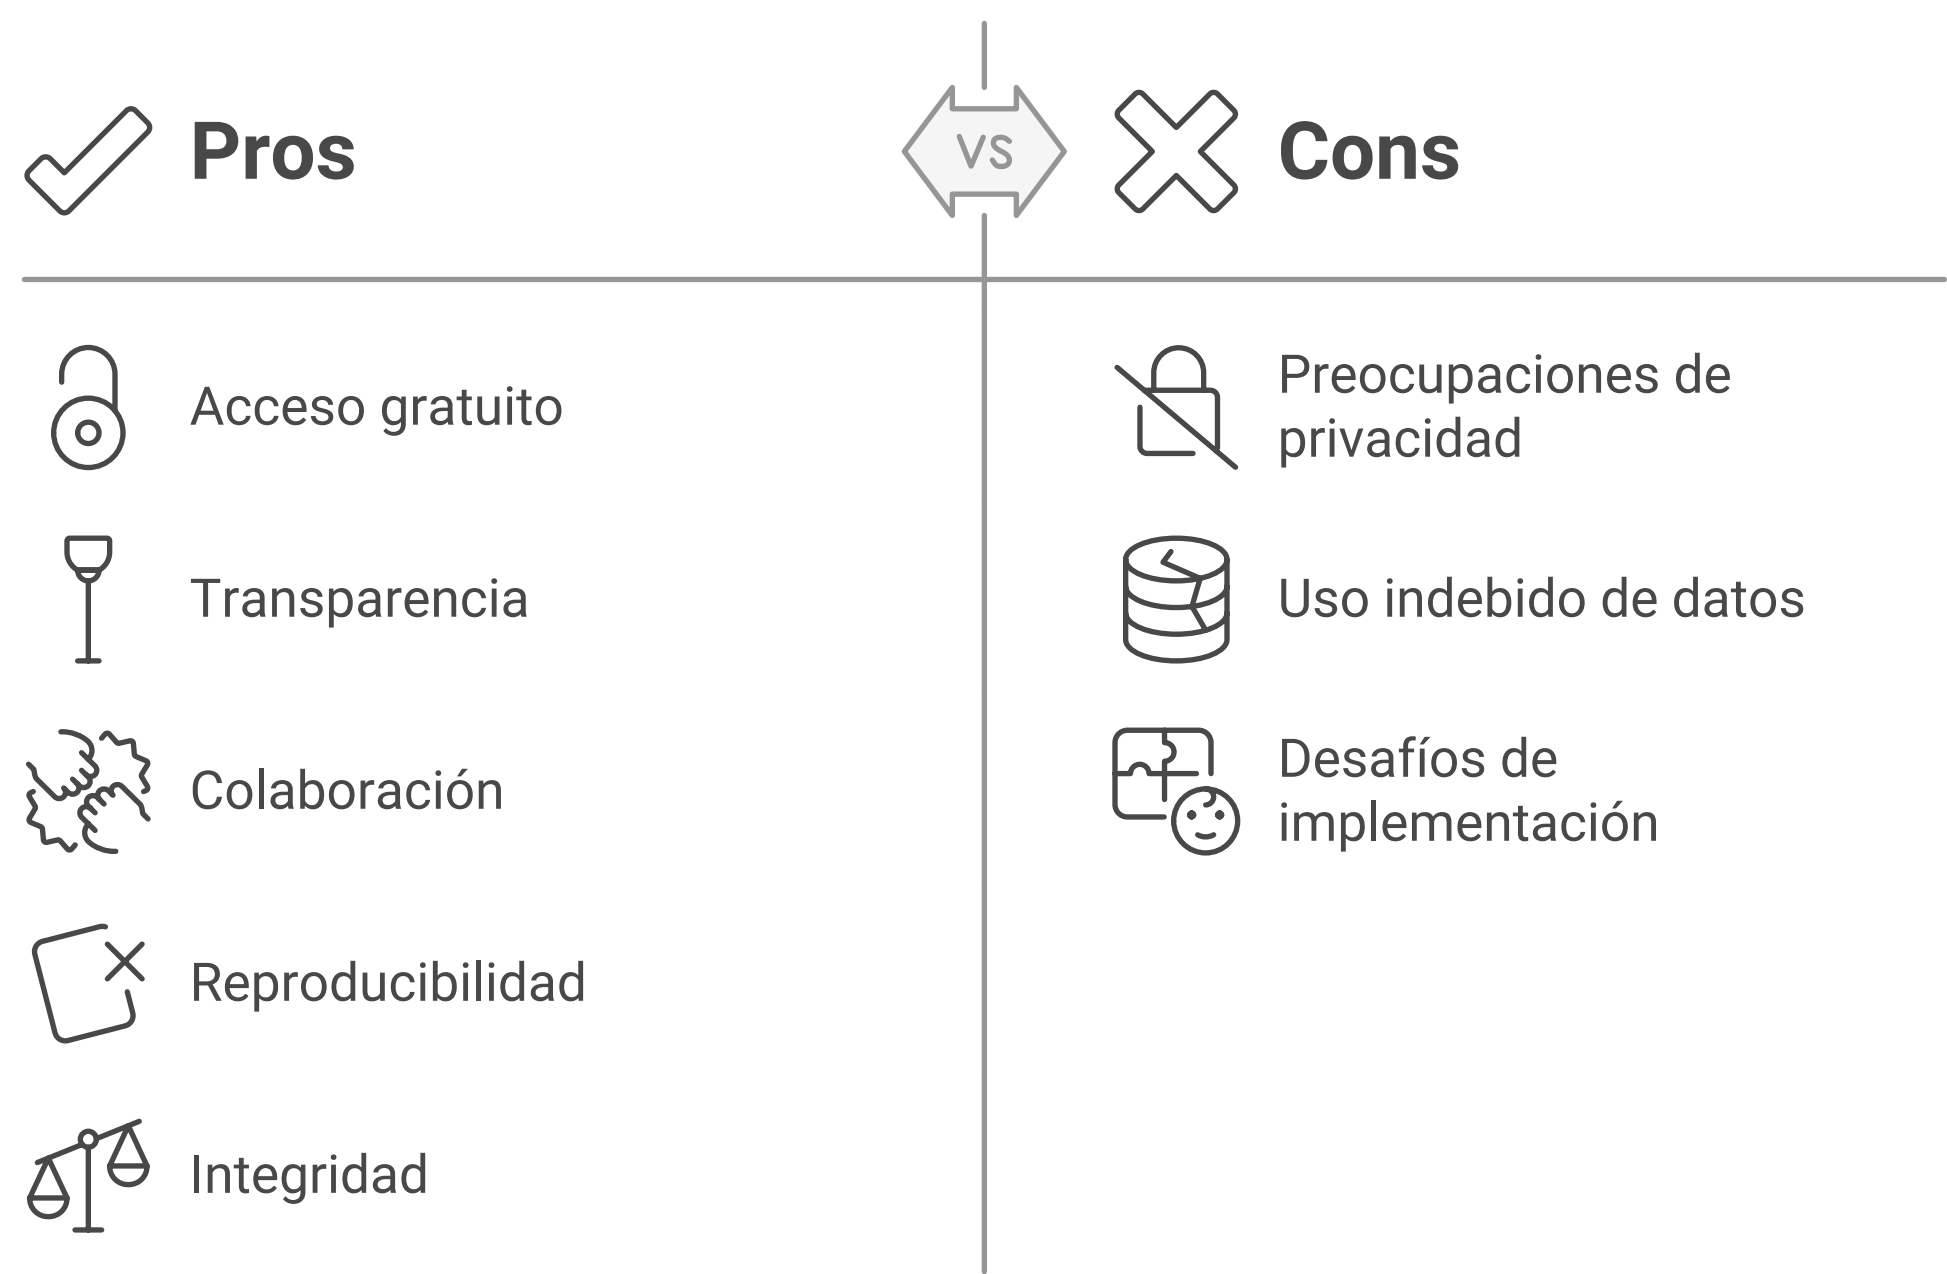 Pros
VS
Cons
Acceso gratuito
Transparencia
Colaboración
Reproducibilidad
Integridad
Preocupaciones de
privacidad
Uso indebido de datos
Desafíos de
implementación